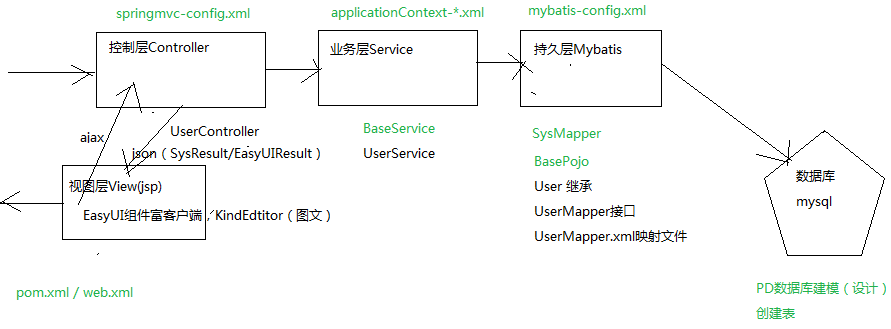 springmvc-config.xml
applicationContext-*.xml
mybatis-config.xml
控制层Controller
业务层Service
持久层Mybatis
ajax
UserController
json（SysResult/EasyUIResult）
BaseService
UserService
SysMapper
BasePojo
User 继承
UserMapper接口
UserMapper.xml映射文件
视图层View(jsp)
EasyUI组件富客户端，KindEdtitor（图文）
数据库
mysql
pom.xml / web.xml
PD数据库建模（设计）
创建表